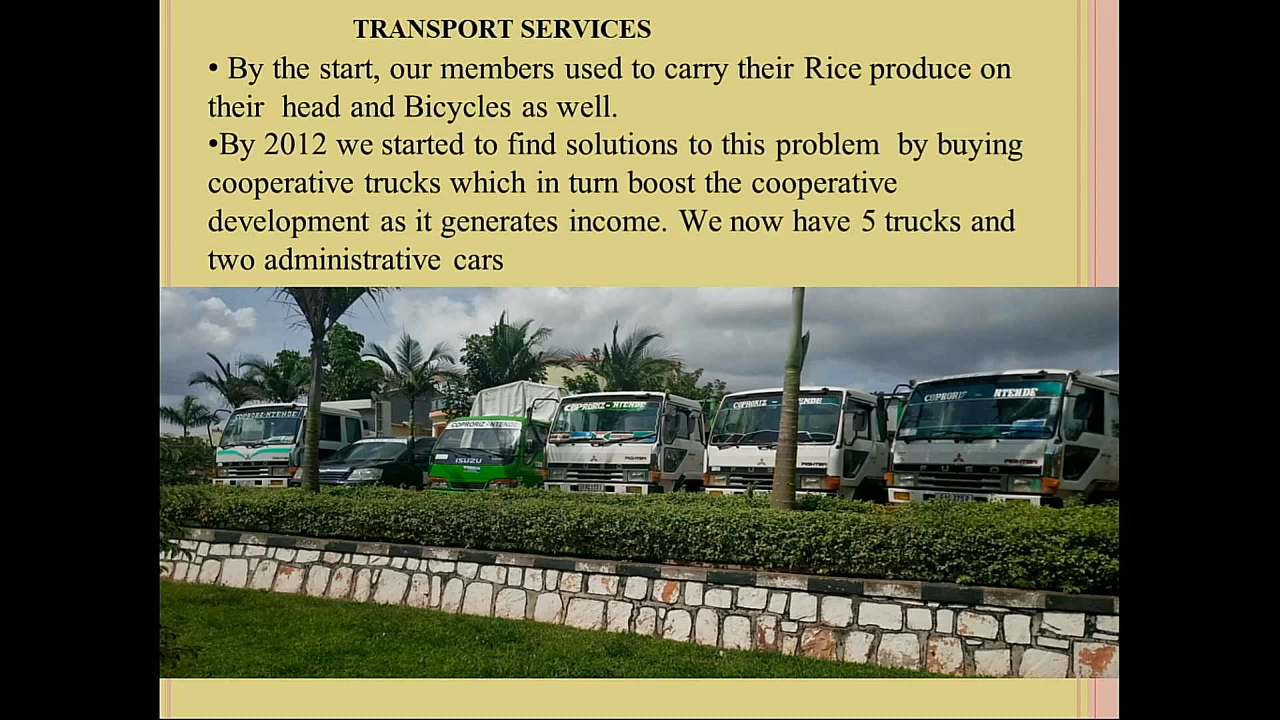 TRANSPORT SERVICES
• By the start, our members used to carry their Rice produce on
their head and Bicycles as well.
•By 2012 we started to find solutions to this problem by buying
cooperative trucks which in turn boost the cooperative
development as it generates income. We now have 5 trucks and
two administrative cars
COPRORIZ-NTENDE
COPRORIZ-NTENDE
ISUZU
COPRORIZ-NTENDE
FIGHTER
COPRORIZ-NTENDE
FIGHTER
COPRORIZ NTENDE
FUSO
FIGHTER